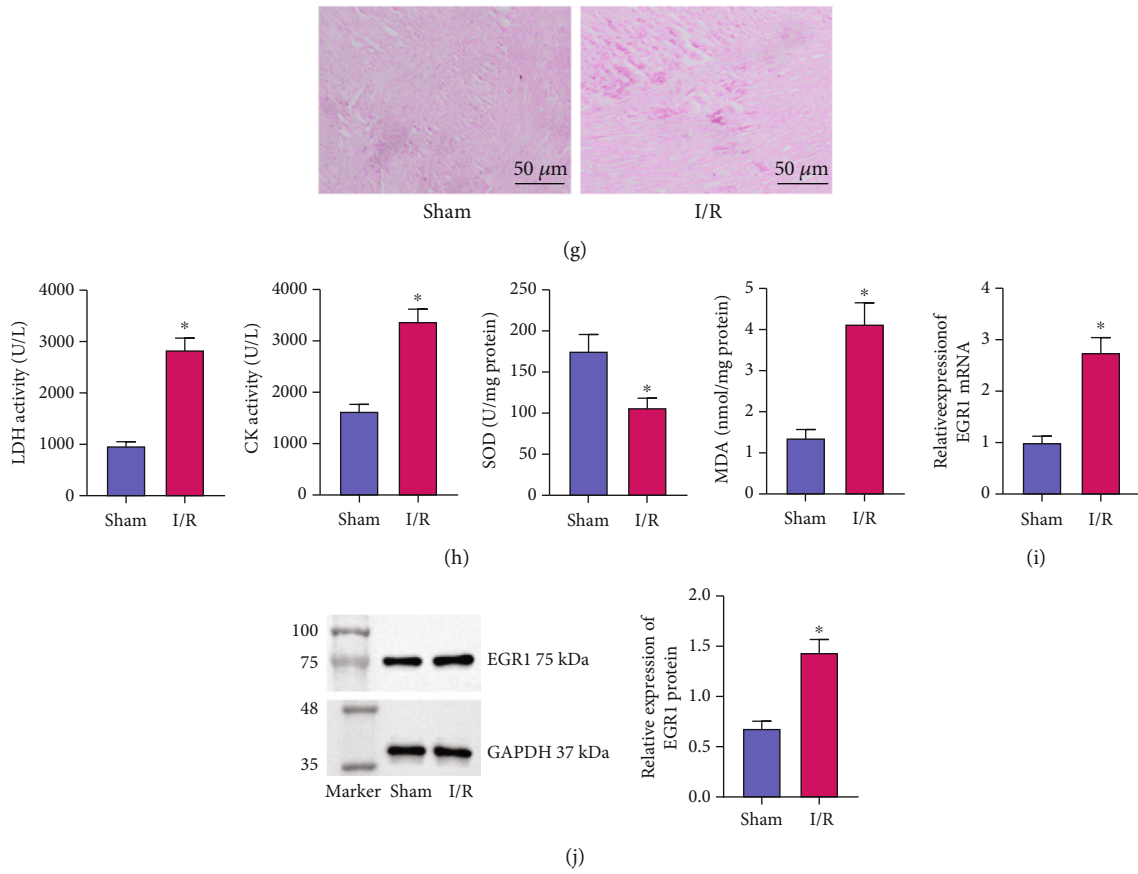 50 μm
50 μm
Sham
I/R
(g)
LDH activity (U/L)
4000
3000
2000
1000
0
*
Sham
I/R
CK activity (U/L)
4000
3000
2000
1000
0
*
Sham
I/R
SOD (U/mg protein)
250
200
150
100
50
0
*
Sham
I/R
MDA (nmol/mg protein)
5
4
3
2
1
0
*
Sham
I/R
(h)
Relativeexpressionof
EGR1 mRNA
4
3
2
1
0
*
Sham
I/R
(i)
100
75
EGR1 75 kDa
48
35
GAPDH 37 kDa
Marker Sham I/R
Relative expression of
EGR1 protein
2.0
1.5
1.0
0.5
0.0
*
Sham
I/R
(j)